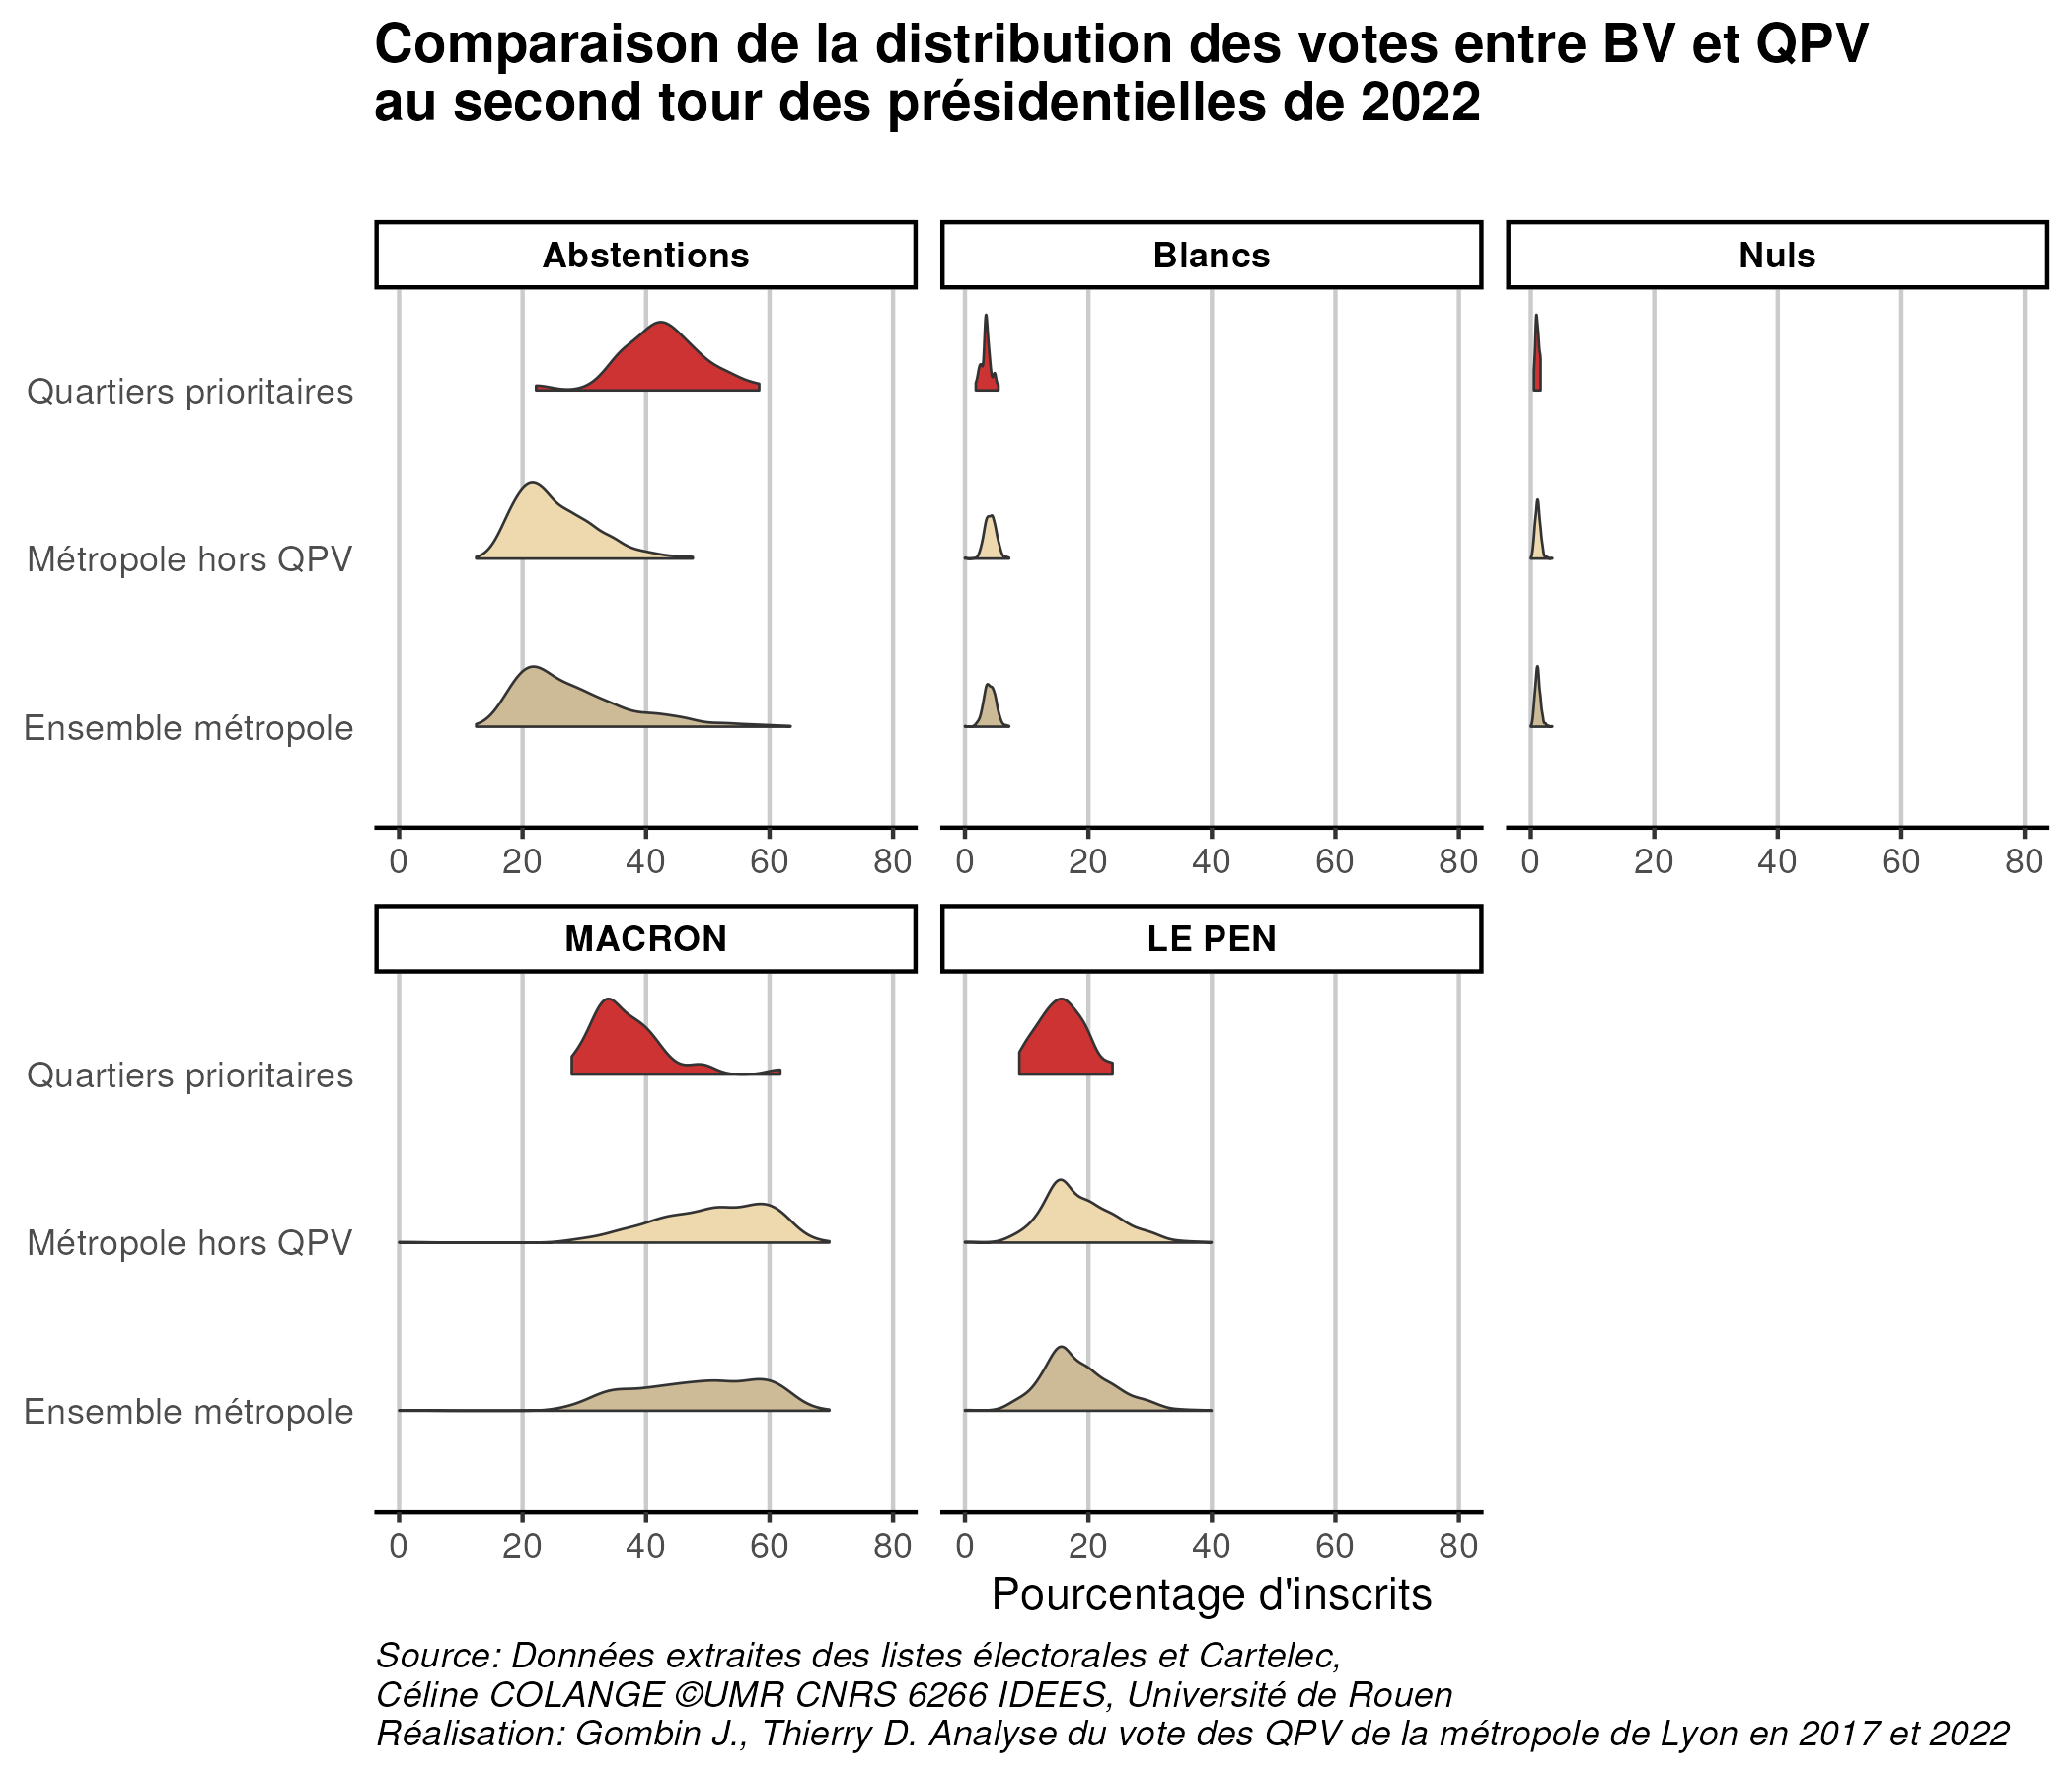 Comparaison de la distribution des votes entre BV et QPV
au second tour des présidentielles de 2022
Abstentions
Blancs
Nuls
Quartiers prioritaires
Métropole hors QPV
Ensemble métropole
0 20 40 60 80
0 20 40 60 80
0 20 40 60 80
MACRON
LE PEN
Quartiers prioritaires
Métropole hors QPV
Ensemble métropole
0 20 40 60 80
0 20 40 60 80
Pourcentage d'inscrits
Source: Données extraites des listes électorales et Cartelec,
Céline COLANGE ©UMR CNRS 6266 IDEES, Université de Rouen
Réalisation: Gombin J., Thierry D. Analyse du vote des QPV de la métropole de Lyon en 2017 et 2022